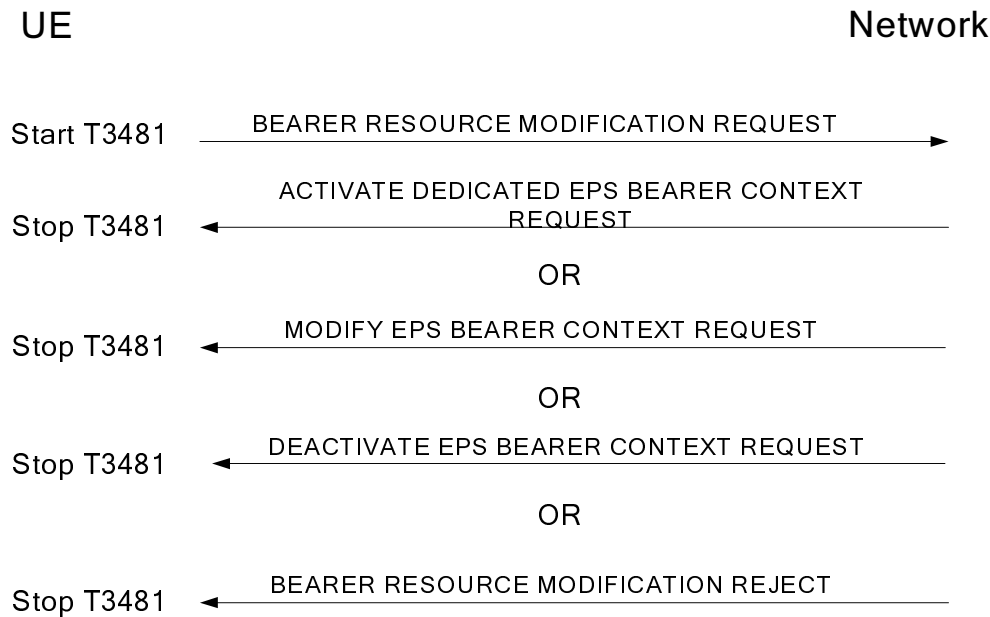 UE
Network
Start T3481
BEARER RESOURCE MODIFICATION REQUEST
ACTIVATE DEDICATED EPS BEARER CONTEXT
REQUEST
Stop T3481
OR
MODIFY EPS BEARER CONTEXT REQUEST
Stop T3481
OR
DEACTIVATE EPS BEARER CONTEXT REQUEST
Stop T3481
OR
BEARER RESOURCE MODIFICATION REJECT
Stop T3481